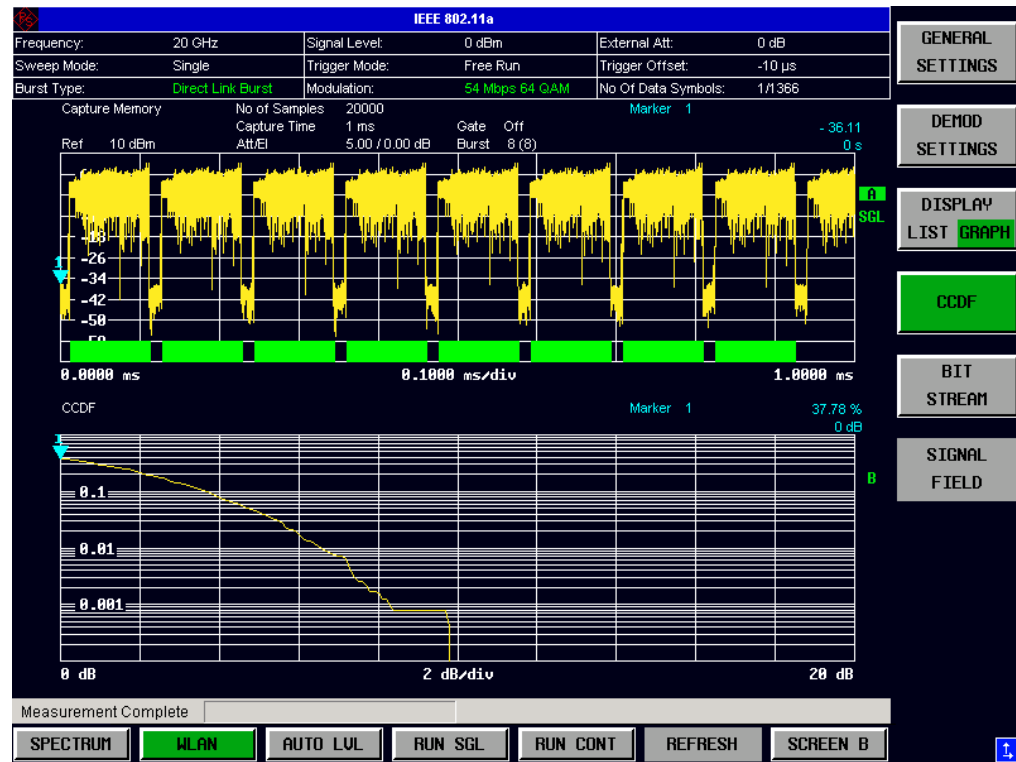 IEEE 802.11a
Frequency: 20 GHz Signal Level: 0 dBm External Att: 0 dB
Sweep Mode: Single Trigger Mode: Free Run Trigger Offset: -10 µs
Burst Type: Direct Link Burst Modulation: 54 Mbps 64 QAM No Of Data Symbols: 1/1366
Capture Memory No of Samples 20000 Marker 1
Capture Time 1 ms Gate Off - 36.11
Ref 10 dBm Att/El 5.00 / 0.00 dB Burst 8 (8) 0 s
A
SGL
-18
1 -26
-34
-42
-50
0.0000 ms 0.1000 ms/div 1.0000 ms
CCDF Marker 1 37.78 %
0 dB
1
B
0.1
0.01
0.001
0 dB 2 dB/div 20 dB
Measurement Complete
SPECTRUM WLAN AUTO LVL RUN SGL RUN CONT REFRESH SCREEN B
GENERAL
SETTINGS
DEMOD
SETTINGS
DISPLAY
LIST GRAPH
CCDF
BIT
STREAM
SIGNAL
FIELD